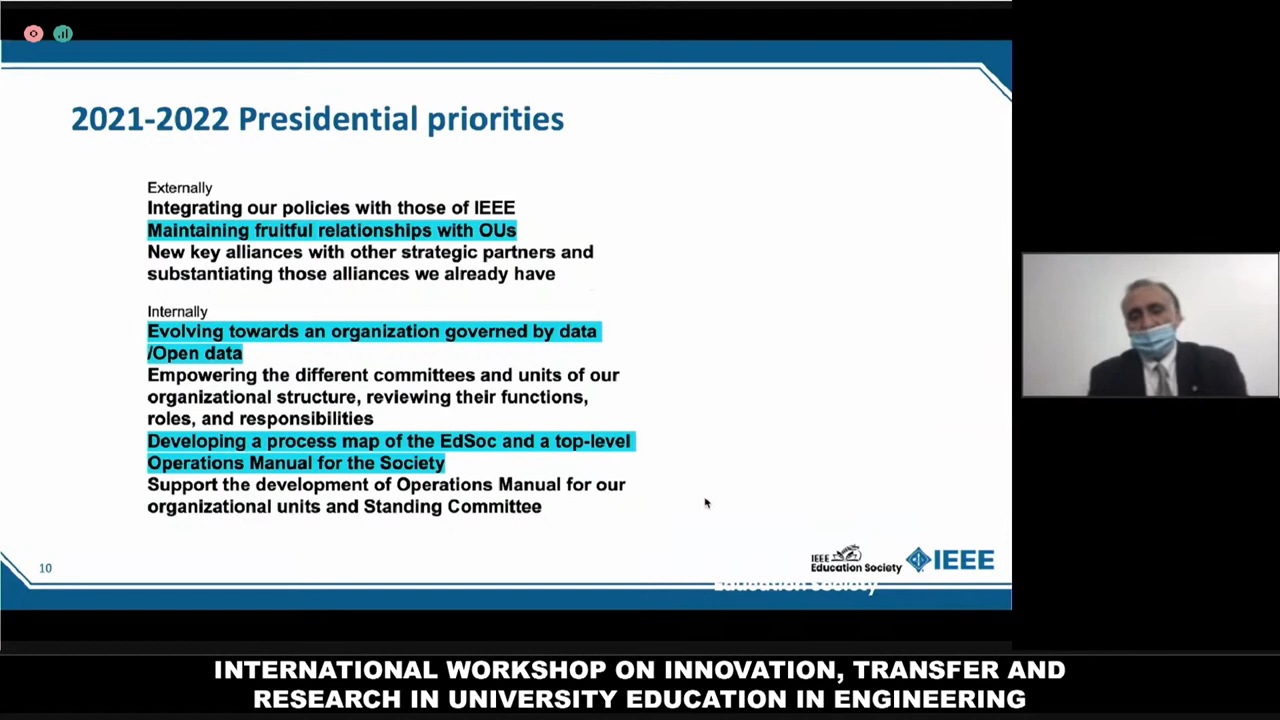 2021-2022 Presidential priorities
Externally
Integrating our policies with those of IEEE
Maintaining fruitful relationships with OUs
New key alliances with other strategic partners and
substantiating those alliances we already have
Internally
Evolving towards an organization governed by data
/Open data
Empowering the different committees and units of our
organizational structure, reviewing their functions,
roles, and responsibilities
Developing a process map of the EdSoc and a top-level
Operations Manual for the Society
Support the development of Operations Manual for our
organizational units and Standing Committee
10
IEEE
Education Society
IEEE
Education Society
INTERNATIONAL WORKSHOP ON INNOVATION, TRANSFER AND
RESEARCH IN UNIVERSITY EDUCATION IN ENGINEERING